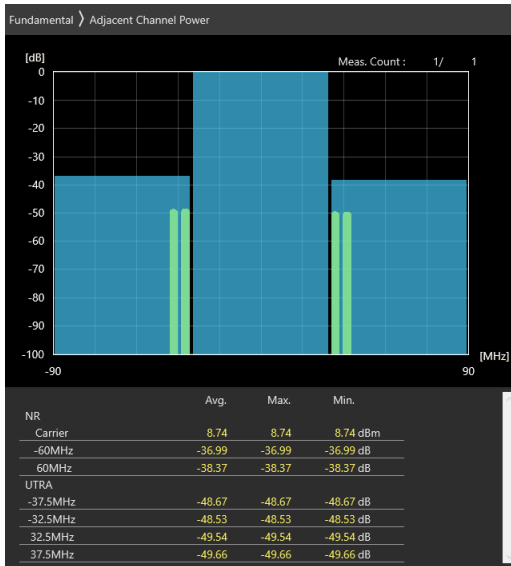 Fundamental 〉 Adjacent Channel Power
[dB]
Meas. Count : 1/ 1
0
-10
-20
-30
-40
-50
-60
-70
-80
-90
-100
[MHz]
-90 90
Avg. Max. Min.
NR
Carrier 8.74 8.74 8.74 dBm
-60MHz -36.99 -36.99 -36.99 dB
60MHz -38.37 -38.37 -38.37 dB
UTRA
-37.5MHz -48.67 -48.67 -48.67 dB
-32.5MHz -48.53 -48.53 -48.53 dB
32.5MHz -49.54 -49.54 -49.54 dB
37.5MHz -49.66 -49.66 -49.66 dB